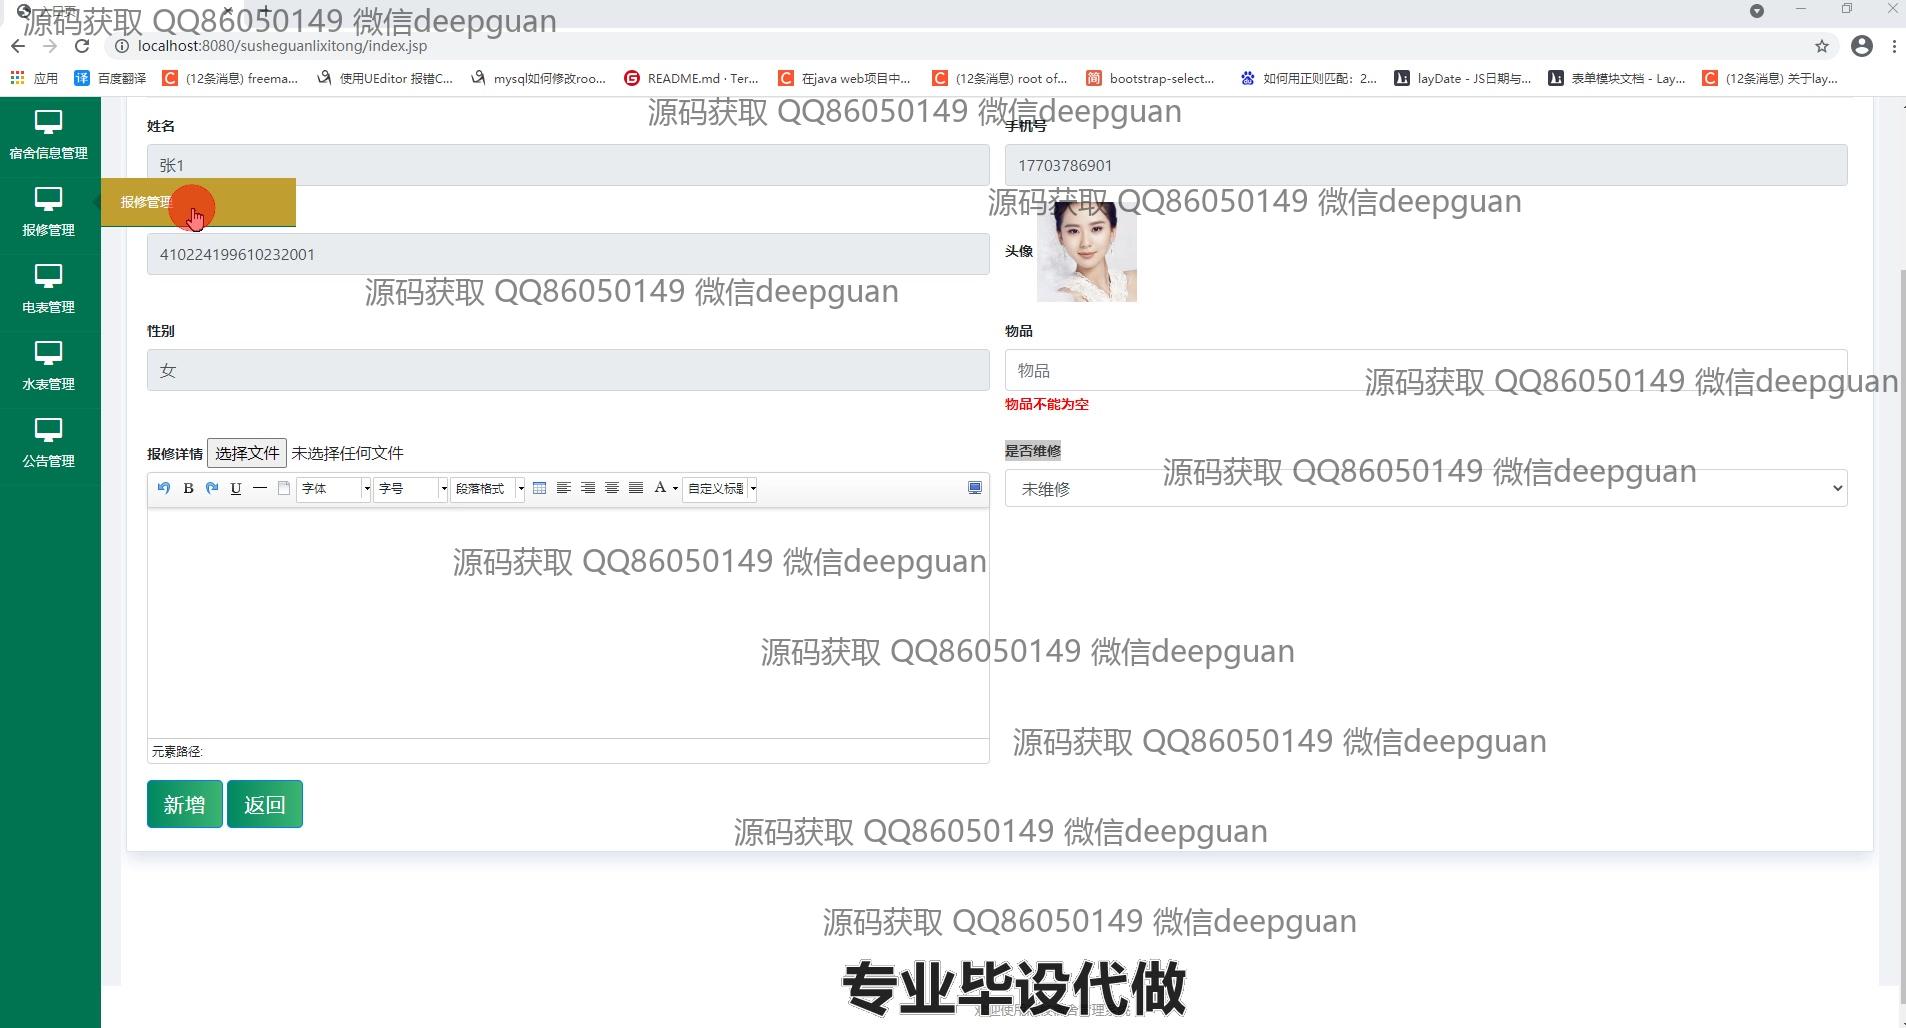 源码获取 QQ86050149 微信deepguan
localhost:8080/susheguanlixitong/index.jsp
应用 百度翻译 (12条消息) freema... 使用UEditor 报错C... mysql如何修改roo... README.md · Ter... 在java web项目中... (12条消息) root of... bootstrap-select... 如何用正则匹配：2... layDate - JS日期与... 表单模块文档 - Lay... (12条消息) 关于lay...
源码获取 QQ86050149 微信deepguan
宿舍信息管理
报修管理
电表管理
水表管理
公告管理
报修管理
姓名
张1
手机号
17703786901
源码获取 QQ86050149 微信deepguan
410224199610232001
头像
源码获取 QQ86050149 微信deepguan
性别
女
物品
物品
源码获取 QQ86050149 微信deepguan
物品不能为空
报修详情 选择文件 未选择任何文件
是否维修
未维修
源码获取 QQ86050149 微信deepguan
B U 字体 字号 段落格式 A 自定义标题
源码获取 QQ86050149 微信deepguan
源码获取 QQ86050149 微信deepguan
源码获取 QQ86050149 微信deepguan
元素路径:
新增 返回
源码获取 QQ86050149 微信deepguan
源码获取 QQ86050149 微信deepguan
专业毕设代做